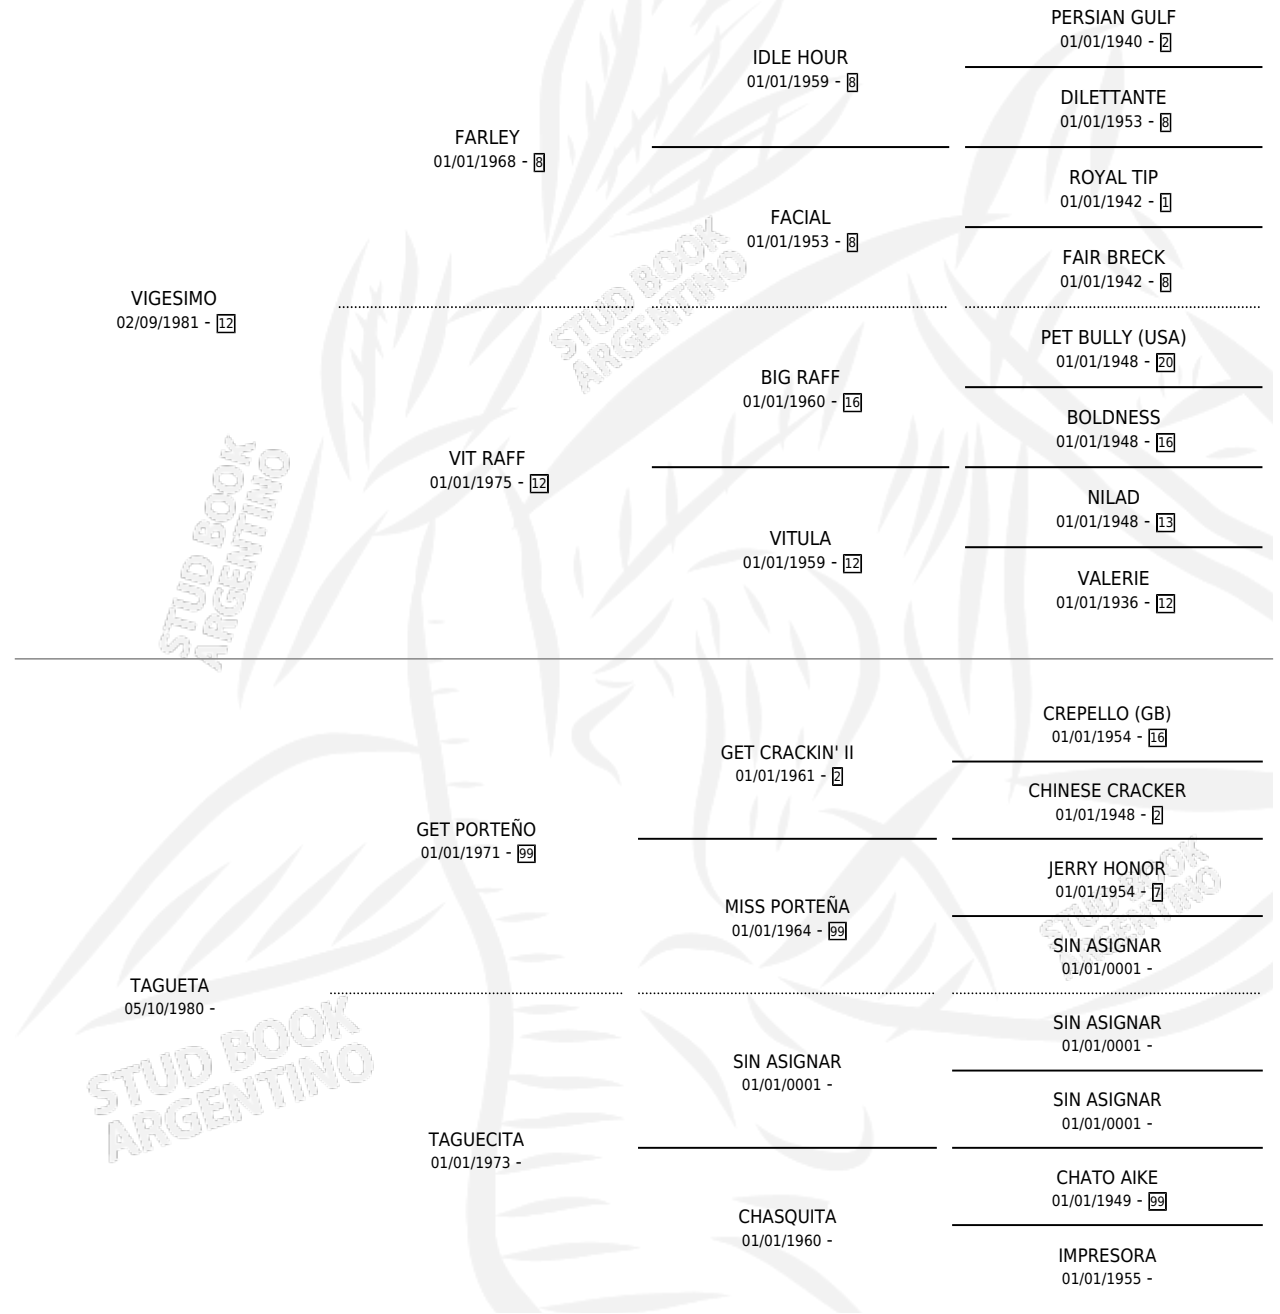 PERSIAN GULF
01/01/1940 - 2
IDLE HOUR
01/01/1959 - 8
DILETTANTE
01/01/1953 - 8
FARLEY
01/01/1968 - 8
ROYAL TIP
01/01/1942 - 1
FACIAL
01/01/1953 - 8
FAIR BRECK
01/01/1942 - 8
VIGESIMO
02/09/1981 - 12
STUD BOOK
ARGENTINO
PET BULLY (USA)
01/01/1948 - 20
BIG RAFF
01/01/1960 - 16
BOLDNESS
01/01/1948 - 16
VIT RAFF
01/01/1975 - 12
NILAD
01/01/1948 - 13
VITULA
01/01/1959 - 12
VALERIE
01/01/1936 - 12
STUD BOOK
ARGENTINO
CREPELLO (GB)
01/01/1954 - 16
GET CRACKIN' II
01/01/1961 - 2
CHINESE CRACKER
01/01/1948 - 2
GET PORTEÑO
01/01/1971 - 99
JERRY HONOR
01/01/1954 - 7
MISS PORTEÑA
01/01/1964 - 99
STUD BOOK
ARGENTINO
SIN ASIGNAR
01/01/0001 -
TAGUETA
05/10/1980 -
SIN ASIGNAR
01/01/0001 -
SIN ASIGNAR
01/01/0001 -
STUD BOOK
ARGENTINO
SIN ASIGNAR
01/01/0001 -
TAGUECITA
01/01/1973 -
CHATO AIKE
01/01/1949 - 99
CHASQUITA
01/01/1960 -
IMPRESORA
01/01/1955 -